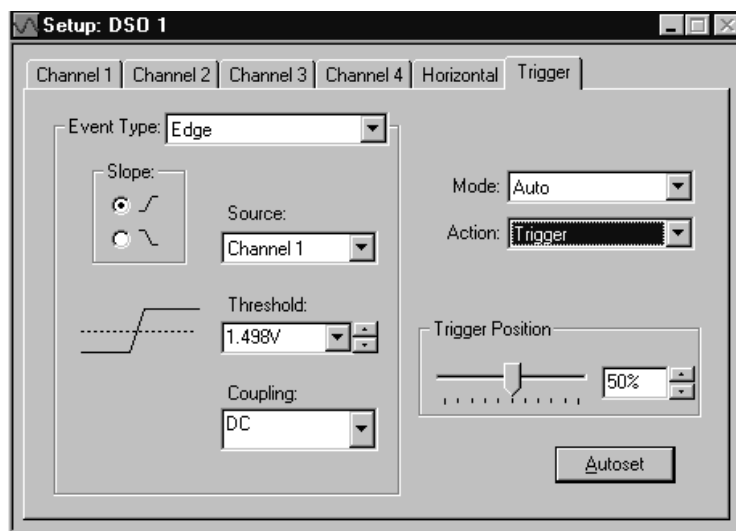 Setup: DSO 1
Channel 1 Channel 2 Channel 3 Channel 4 Horizontal Trigger
Event Type: Edge
Slope:
Source:
Channel 1
Threshold:
1.498V
Coupling:
DC
Mode: Auto
Action: Trigger
Trigger Position
50%
Autoset